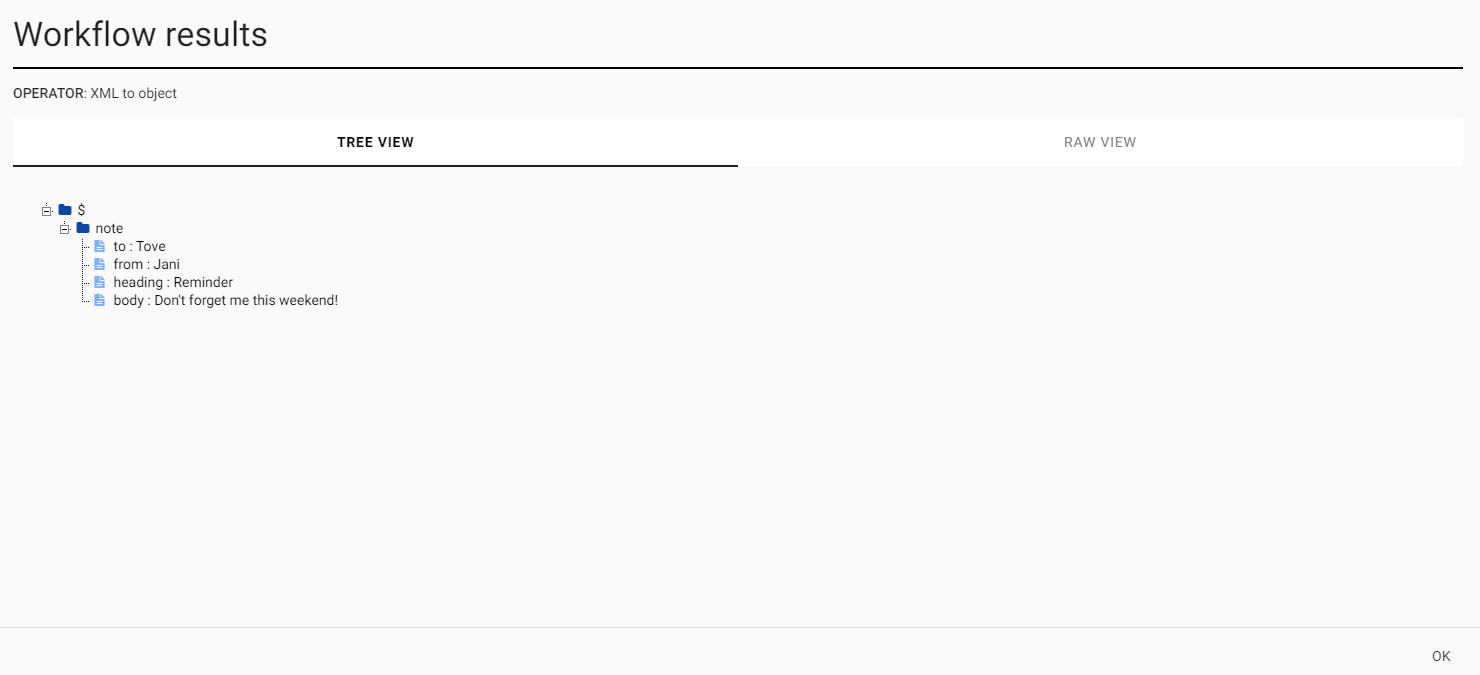 Workflow results
OPERATOR: XML to object
TREE VIEW
RAW VIEW
$
note
to : Tove
from : Jani
heading : Reminder
body : Don't forget me this weekend!
OK